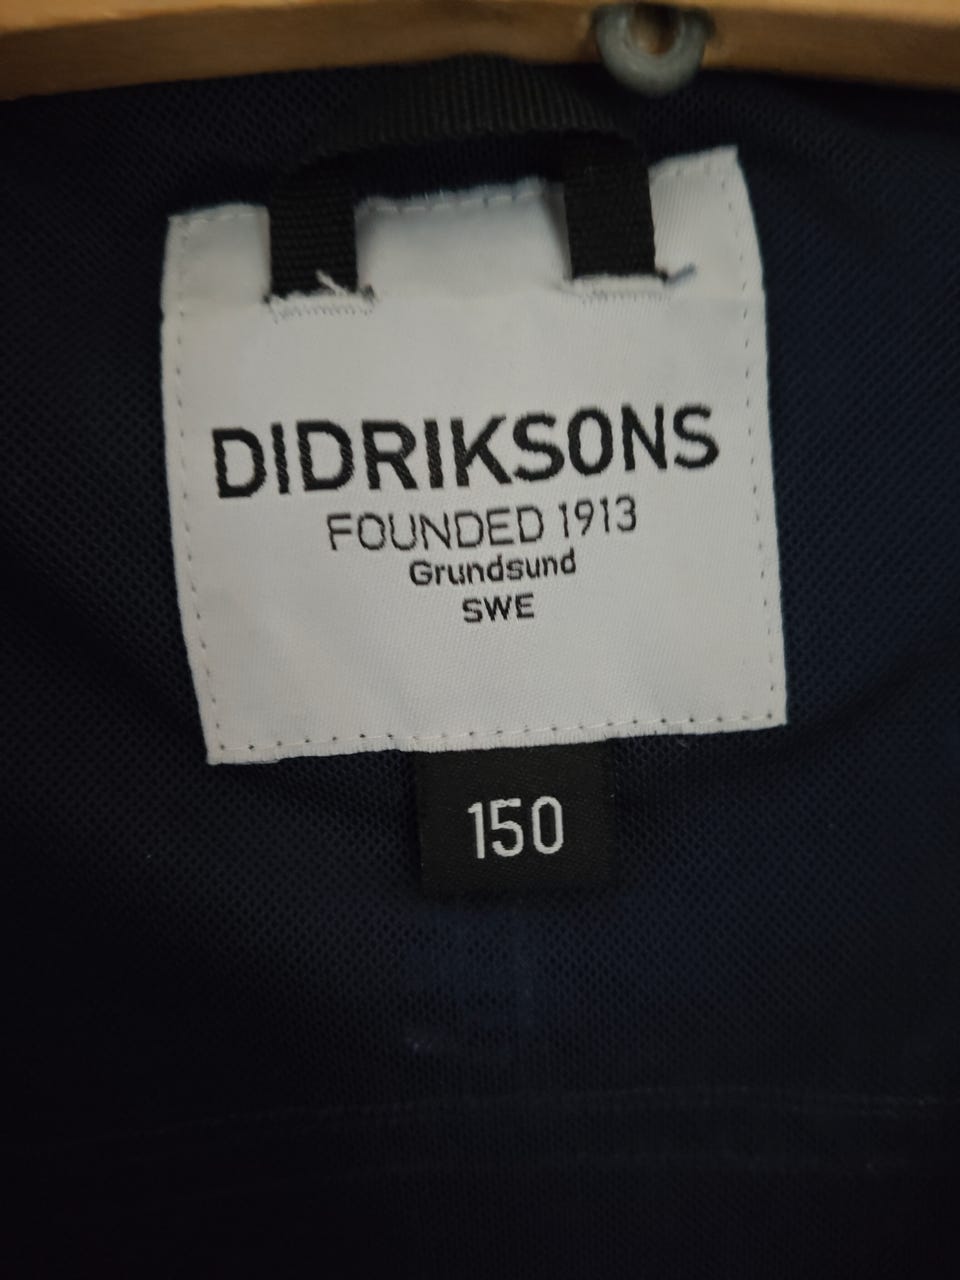 DIDRIKSONS
FOUNDED 1913
Grundsund
SWE
150